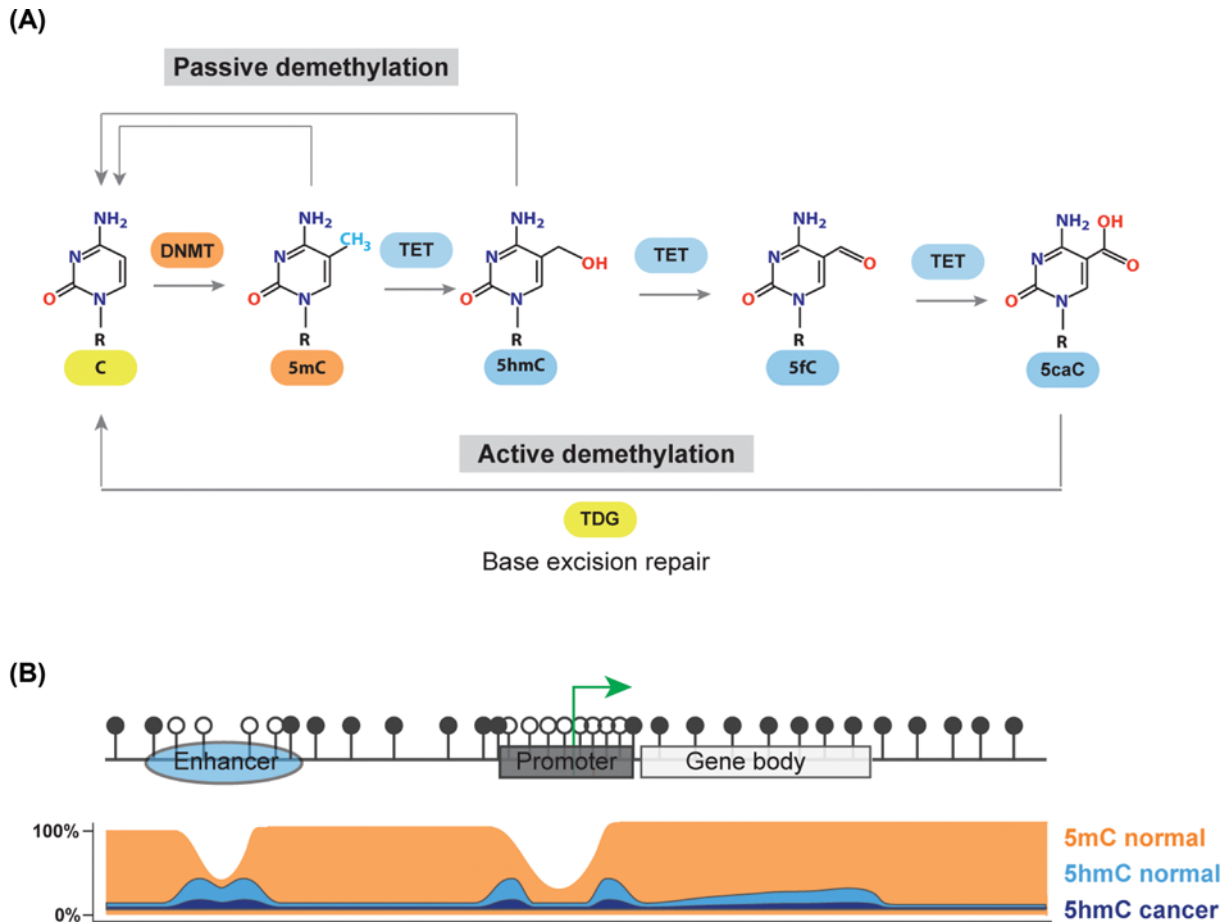 (A)
Passive demethylation
NH2 NH2 CH3 NH2 NH2 NH2 OH
DNMT TET TET TET
N N N OH N O N O
O N O N O N O N O N
R R R R R
C 5mC 5hmC 5fC 5caC
Active demethylation
TDG
Base excision repair
(B)
Enhancer Promoter Gene body
100%
0%
5mC normal
5hmC normal
5hmC cancer